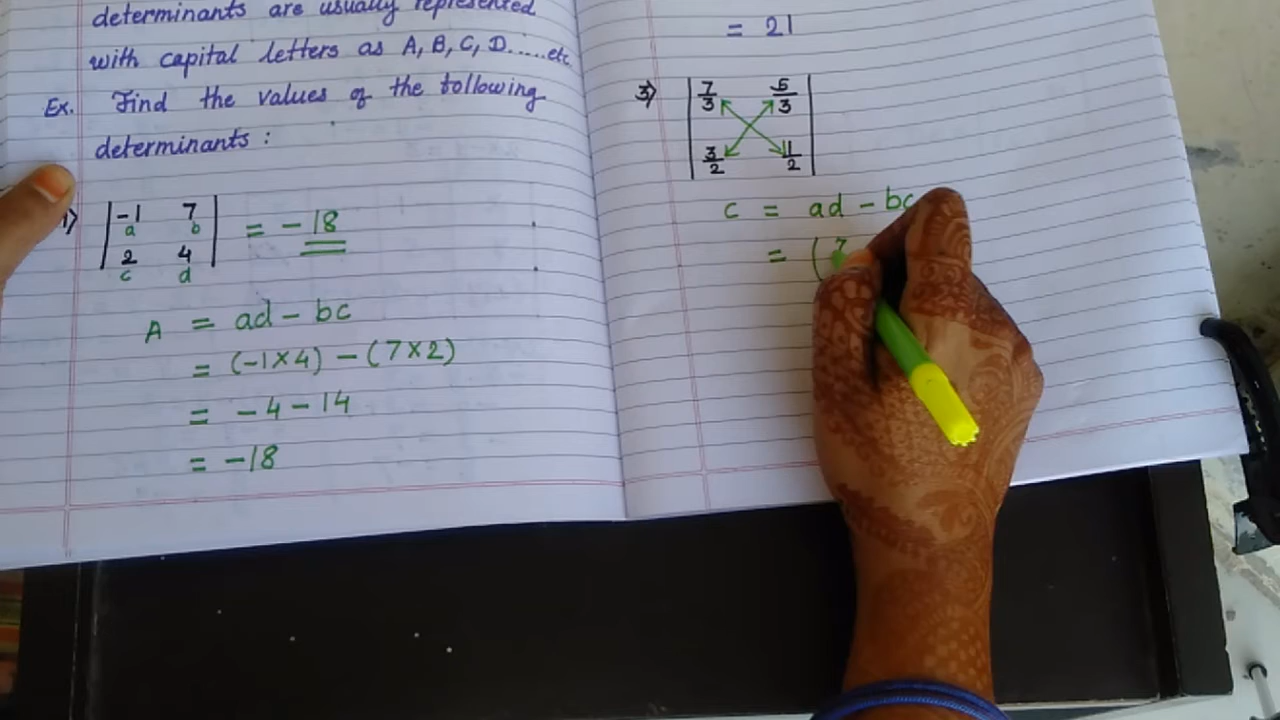 determinants are usually represented
with capital letters as A, B, C, D......etc.
Ex. Find the values of the following
determinants :
1) | -1 7 | = -18
a b
| 2 4 |
c d
A = ad - bc
= (-1×4) - (7×2)
= -4 - 14
= -18
= 21
3) | 7/3 5/3 |
| 3/2 1/2 |
C = ad - bc
= (7